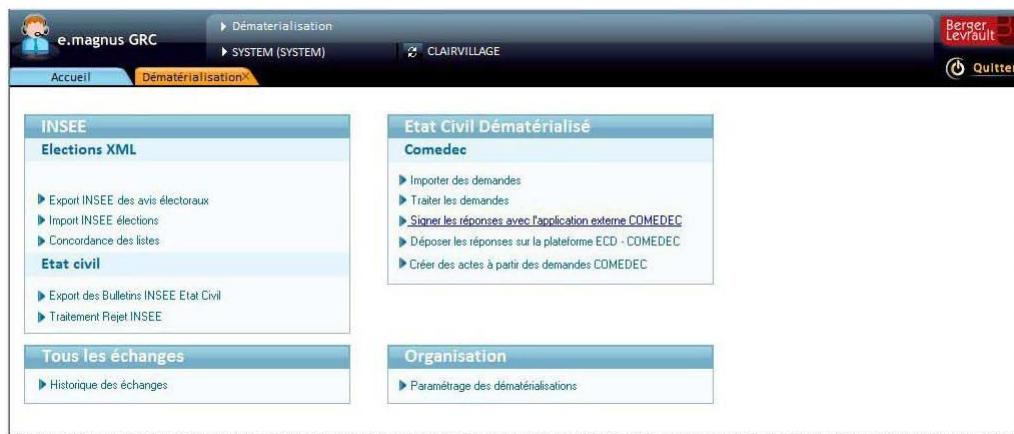 e.magnus GRC
Dématerialisation
SYSTEM (SYSTEM)
CLAIRVILLAGE
Berger
Levrault
Quitter
Accueil
Dématérialisation
INSEE
Elections XML
Export INSEE des avis électoraux
Import INSEE élections
Concordance des listes
Etat civil
Export des Bulletins INSEE Etat Civil
Traitement Rejet INSEE
Etat Civil Dématérialisé
Comedec
Importer des demandes
Traiter les demandes
Signer les réponses avec l'application externe COMEDEC
Déposer les réponses sur la plateforme ECD - COMEDEC
Créer des actes à partir des demandes COMEDEC
Tous les échanges
Historique des échanges
Organisation
Paramétrage des dématérialisations